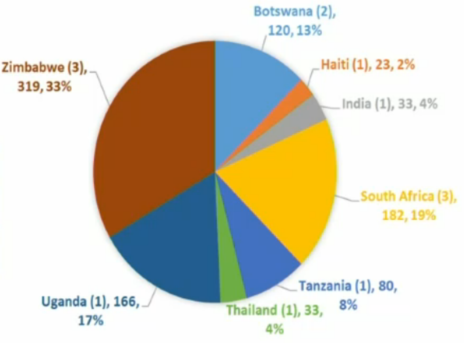 Botswana (2),
120, 13%
Haiti (1), 23, 2%
India (1), 33, 4%
South Africa (3),
182, 19%
Tanzania (1), 80,
8%
Thailand (1), 33,
4%
Uganda (1), 166,
17%
Zimbabwe (3),
319, 33%